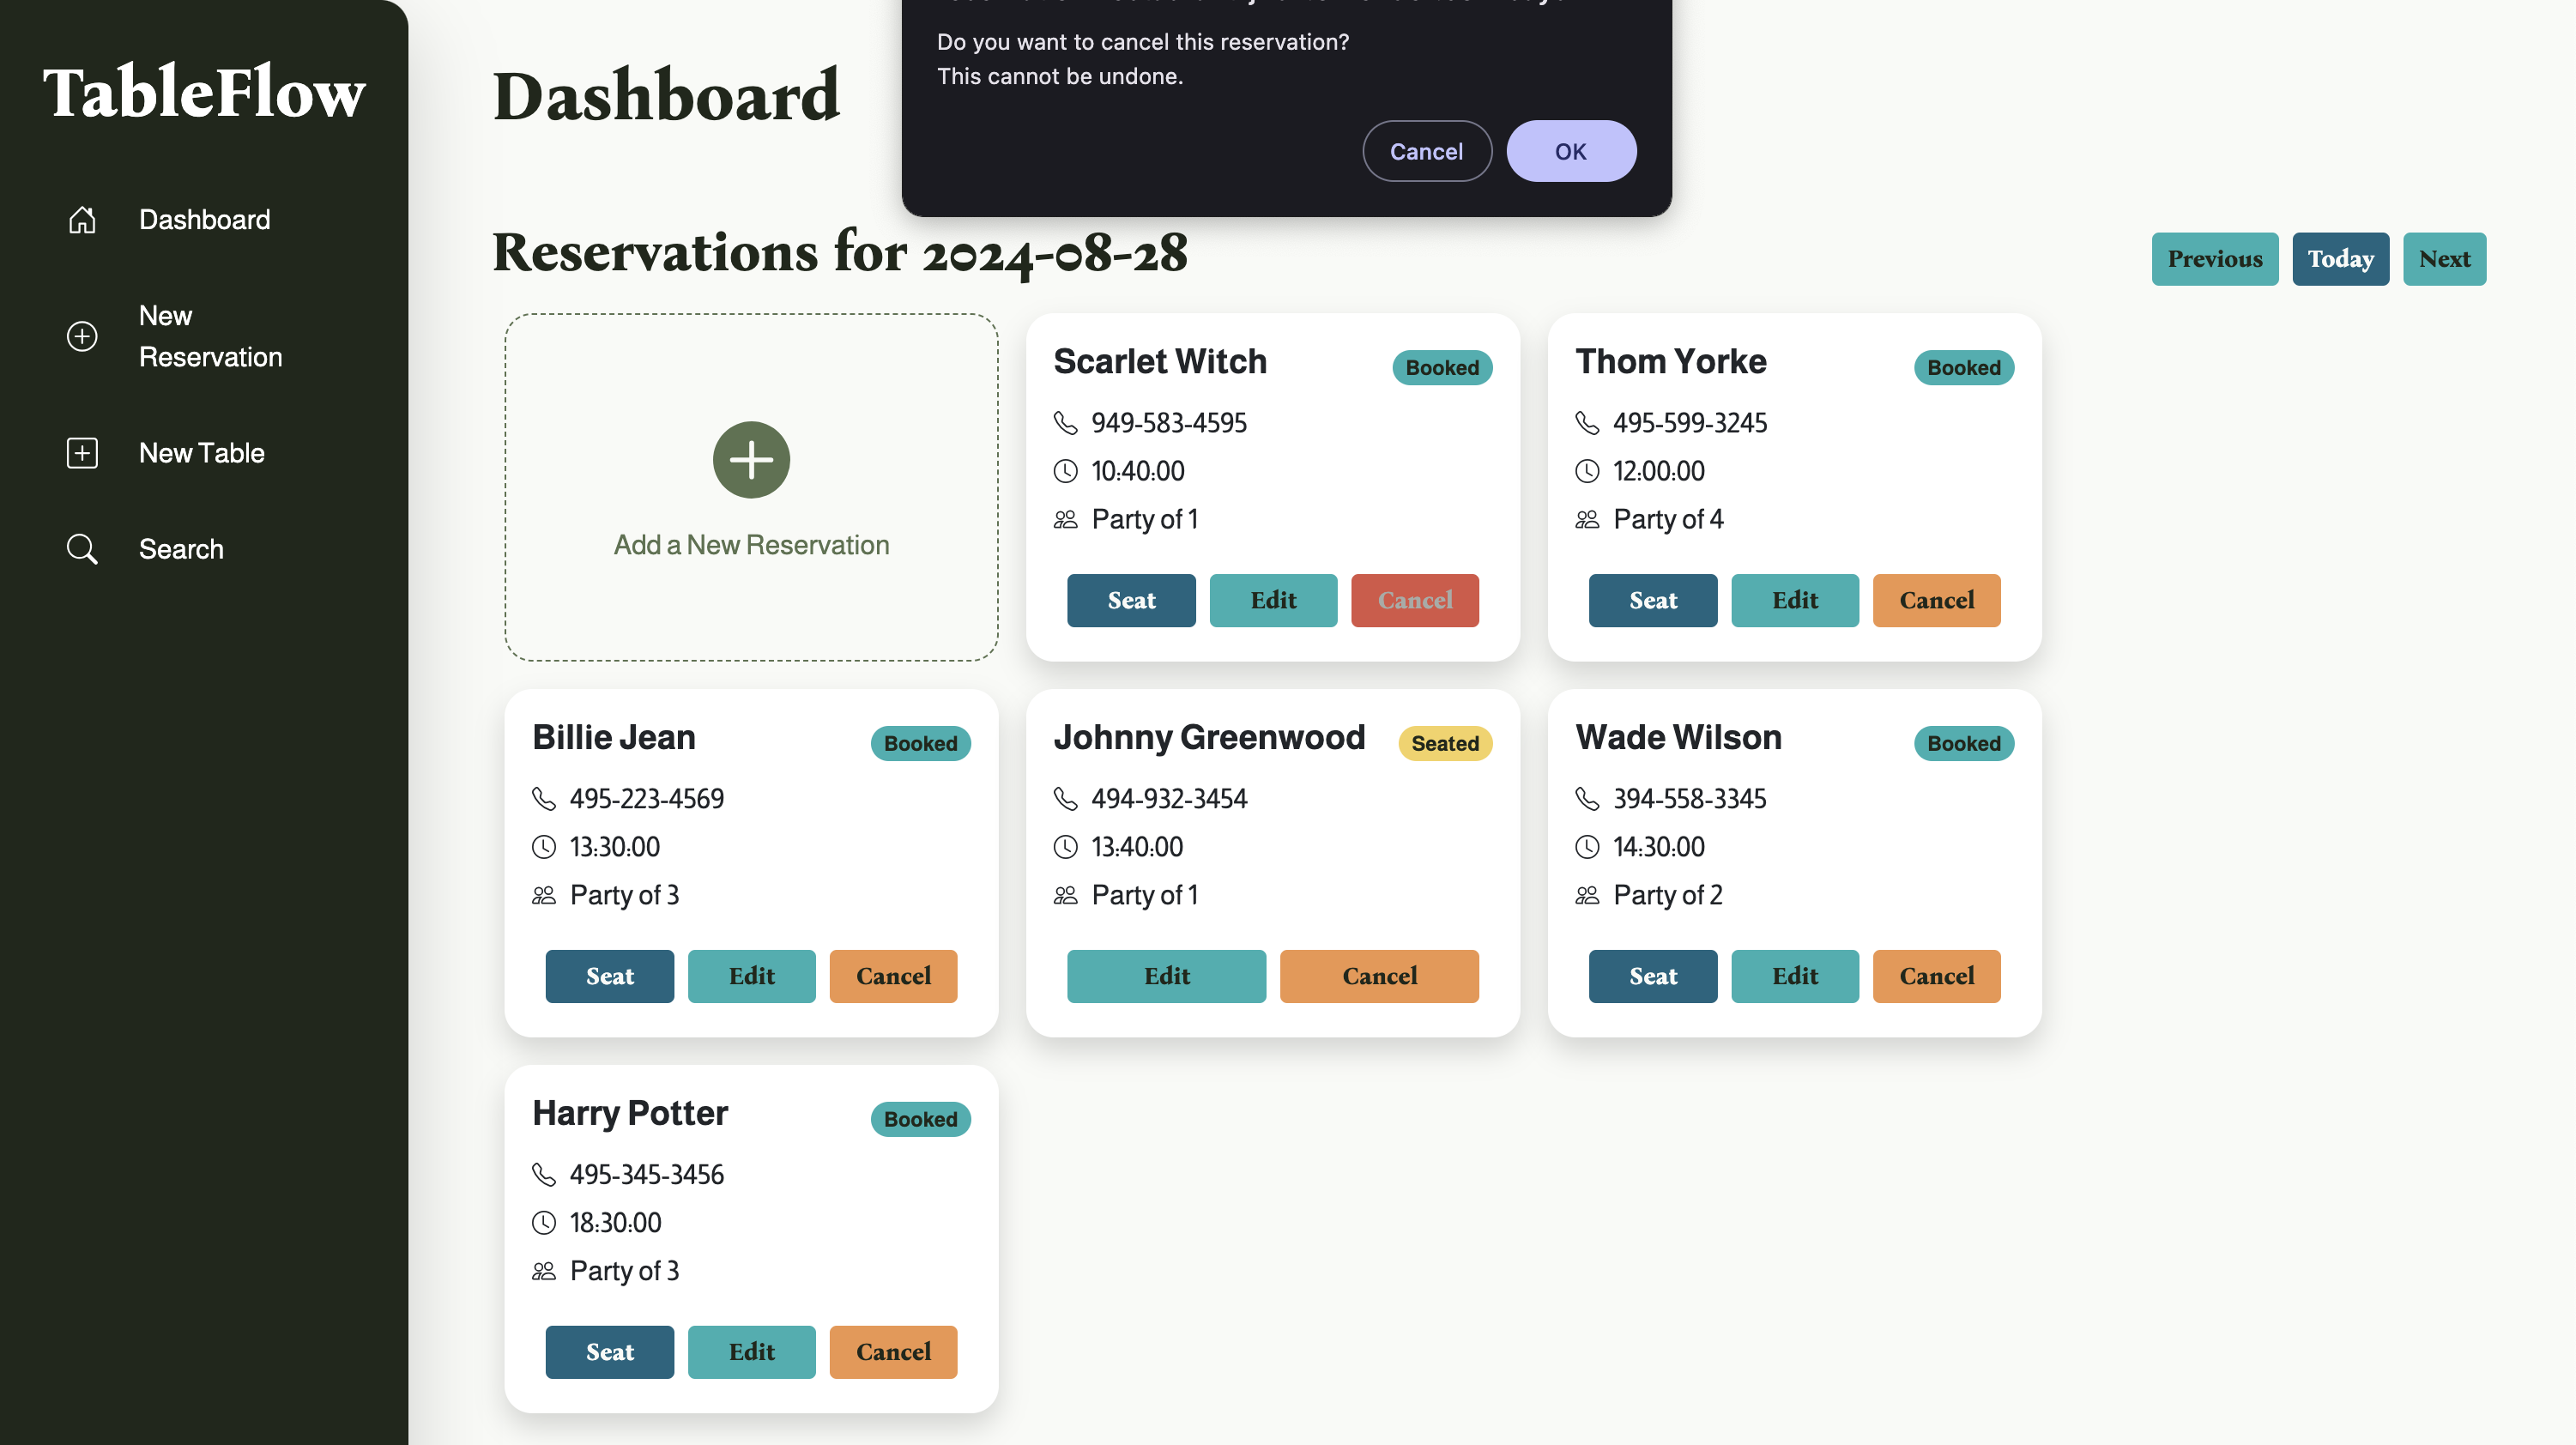 TableFlow
Dashboard
New
Reservation
New Table
Search
Do you want to cancel this reservation?
This cannot be undone.
Cancel
OK
Dashboard
Reservations for 2024-08-28
Previous
Today
Next
Add a New Reservation
Scarlet Witch
Booked
949-583-4595
10:40:00
Party of 1
Seat
Edit
Cancel
Thom Yorke
Booked
495-599-3245
12:00:00
Party of 4
Seat
Edit
Cancel
Billie Jean
Booked
495-223-4569
13:30:00
Party of 3
Seat
Edit
Cancel
Johnny Greenwood
Seated
494-932-3454
13:40:00
Party of 1
Edit
Cancel
Wade Wilson
Booked
394-558-3345
14:30:00
Party of 2
Seat
Edit
Cancel
Harry Potter
Booked
495-345-3456
18:30:00
Party of 3
Seat
Edit
Cancel